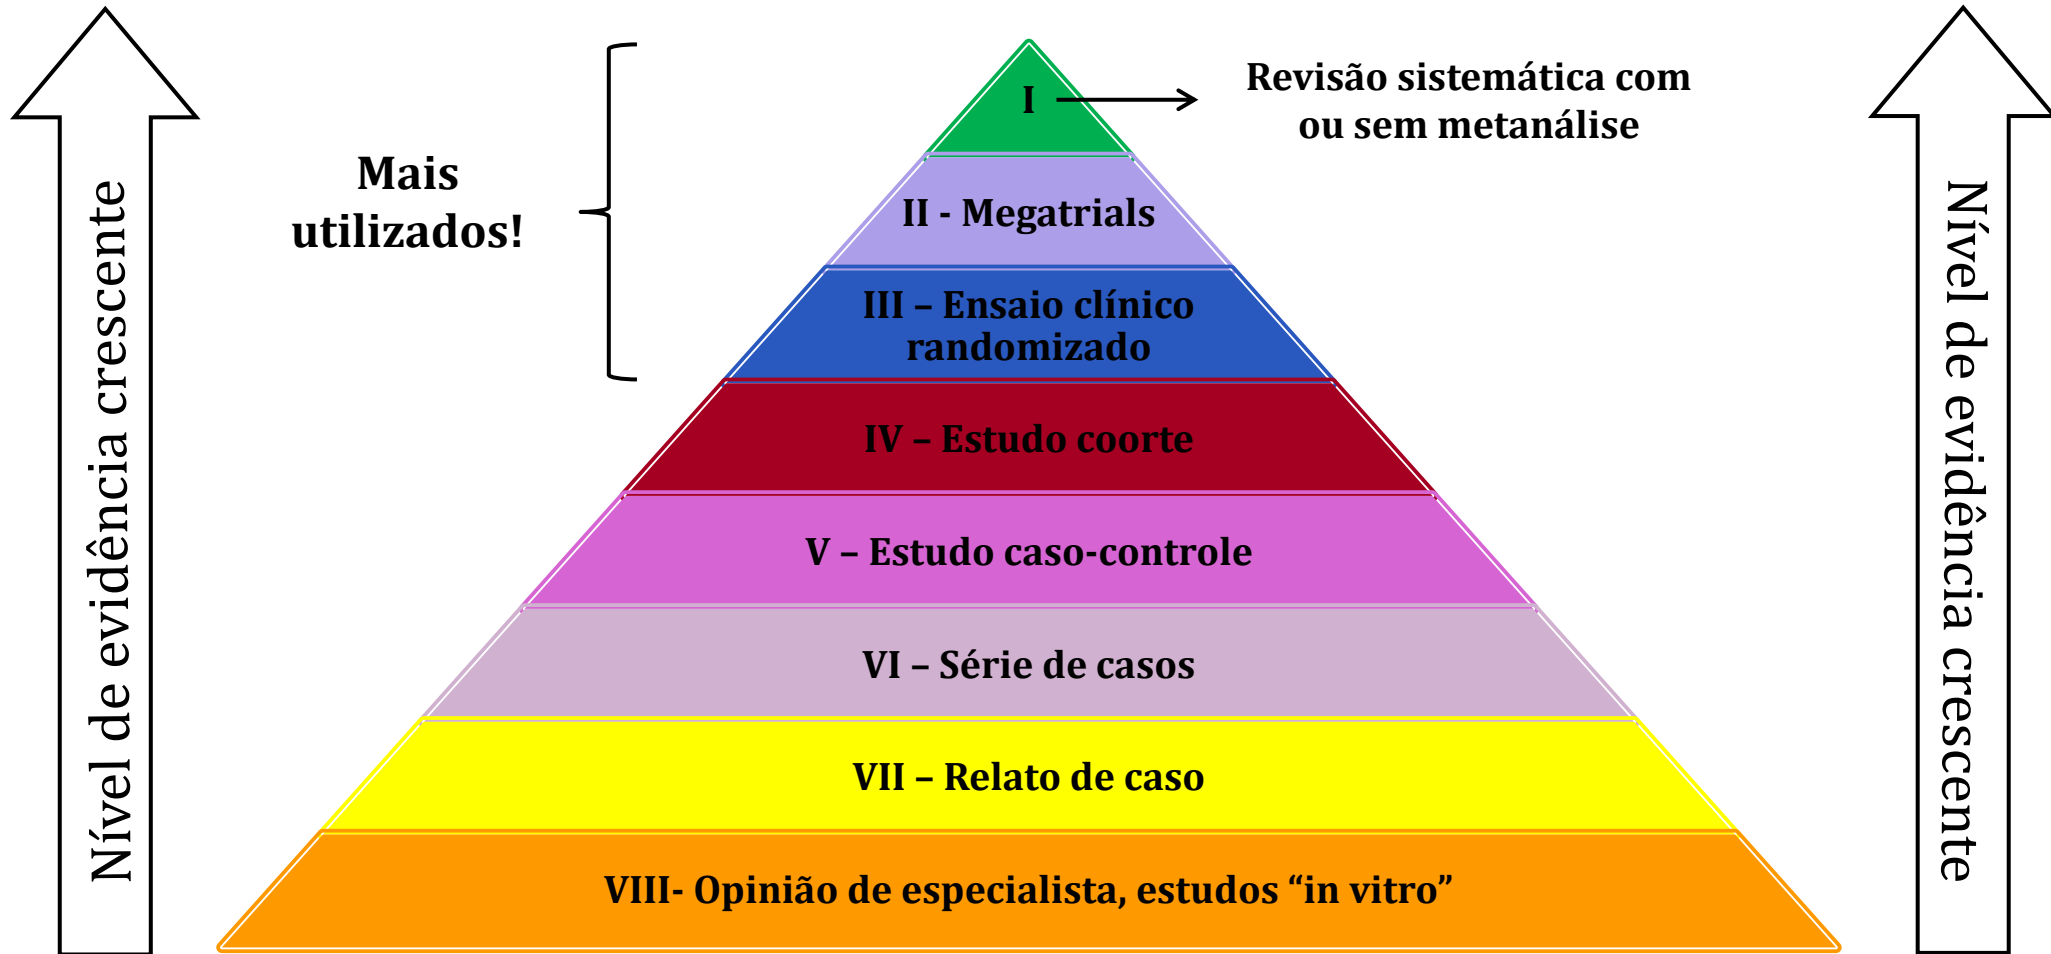 Nível de evidência crescente
Mais
utilizados!
I
Revisão sistemática com
ou sem metanálise
II - Megatrials
III – Ensaio clínico
randomizado
IV – Estudo coorte
V – Estudo caso-controle
VI – Série de casos
VII – Relato de caso
VIII- Opinião de especialista, estudos “in vitro”
Nível de evidência crescente